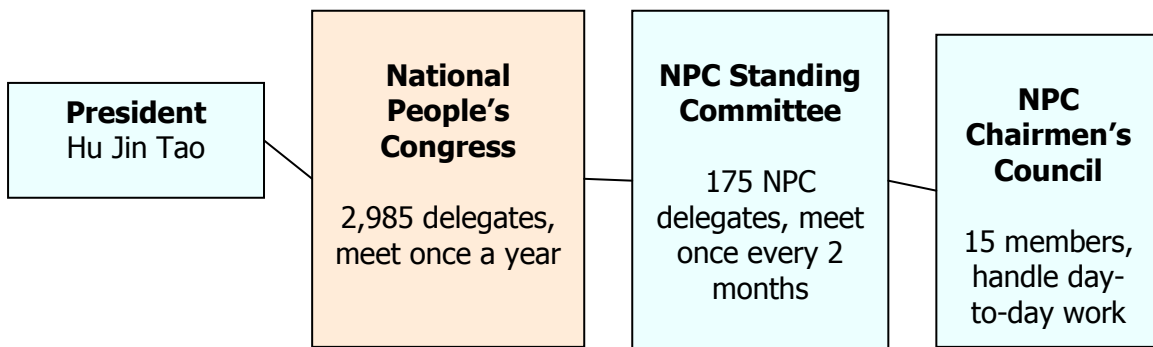 President
Hu Jin Tao
National
People’s
Congress
2,985 delegates,
meet once a year
NPC Standing
Committee
175 NPC
delegates, meet
once every 2
months
NPC
Chairmen’s
Council
15 members,
handle day-
to-day work